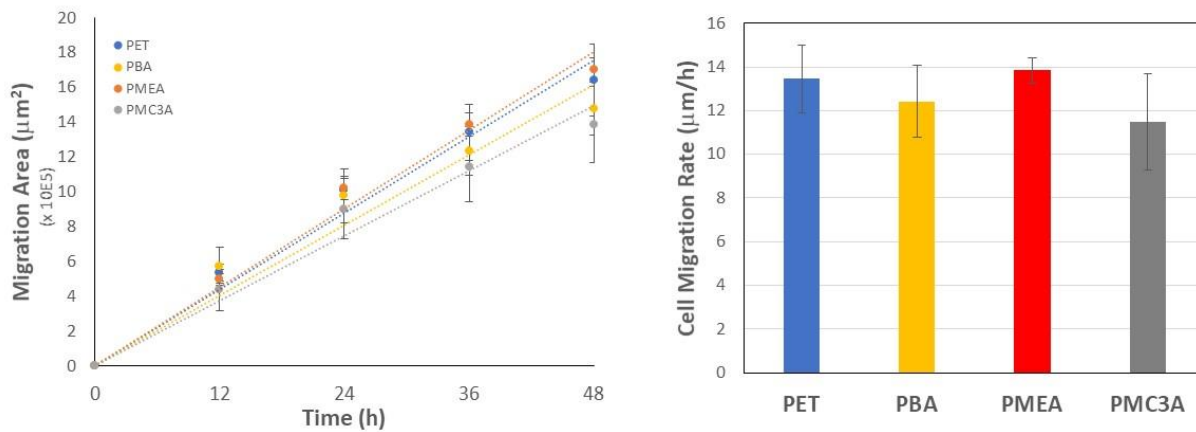 20
18
16
14
12
10
8
6
4
2
0
Migration Area (μm²)
(x 10E5)
PET
PBA
PMEA
PMC3A
0 12 24 36 48
Time (h)
16
14
12
10
8
6
4
2
0
Cell Migration Rate (μm/h)
PET PBA PMEA PMC3A